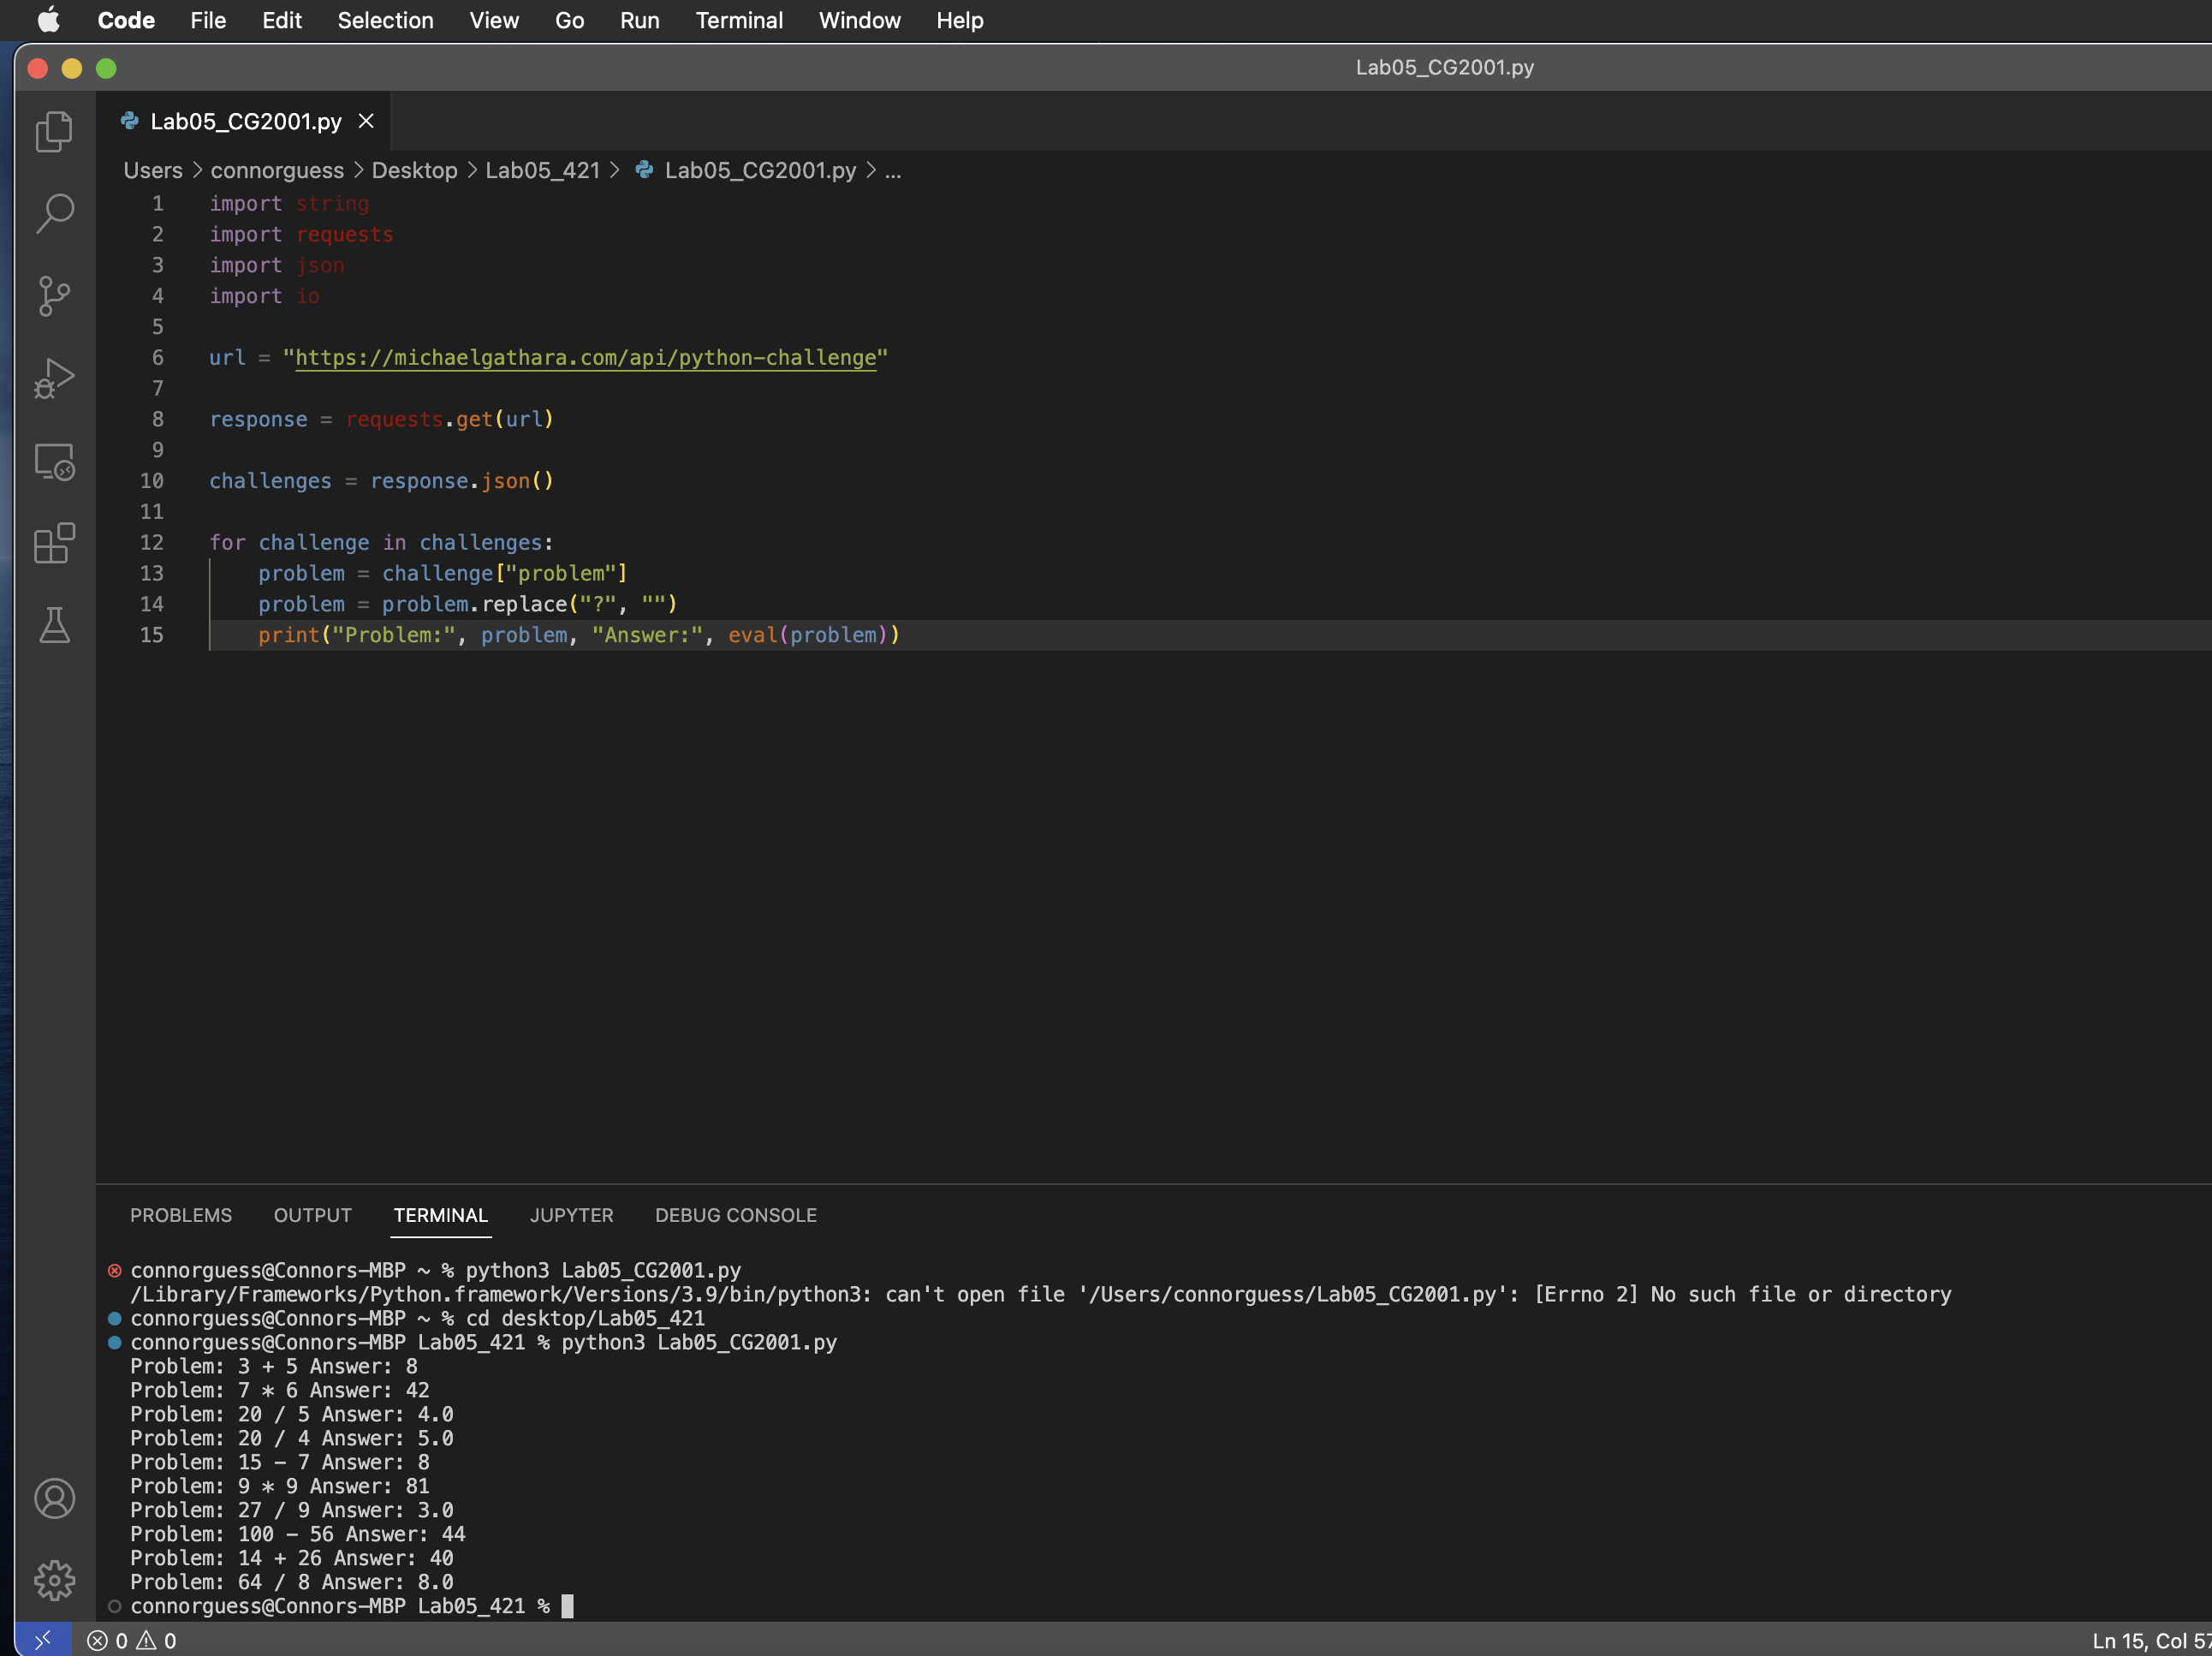 Code File Edit Selection View Go Run Terminal Window Help
Lab05_CG2001.py
Lab05_CG2001.py
Users > connorguess > Desktop > Lab05_421 > Lab05_CG2001.py > ...
1 import string
2 import requests
3 import json
4 import io
5
6 url = "https://michaelgathara.com/api/python-challenge"
7
8 response = requests.get(url)
9
10 challenges = response.json()
11
12 for challenge in challenges:
13     problem = challenge["problem"]
14     problem = problem.replace("?", "")
15     print("Problem:", problem, "Answer:", eval(problem))
PROBLEMS OUTPUT TERMINAL JUPYTER DEBUG CONSOLE
connorguess@Connors-MBP ~ % python3 Lab05_CG2001.py
/Library/Frameworks/Python.framework/Versions/3.9/bin/python3: can't open file '/Users/connorguess/Lab05_CG2001.py': [Errno 2] No such file or directory
connorguess@Connors-MBP ~ % cd desktop/Lab05_421
connorguess@Connors-MBP Lab05_421 % python3 Lab05_CG2001.py
Problem: 3 + 5 Answer: 8
Problem: 7 * 6 Answer: 42
Problem: 20 / 5 Answer: 4.0
Problem: 20 / 4 Answer: 5.0
Problem: 15 - 7 Answer: 8
Problem: 9 * 9 Answer: 81
Problem: 27 / 9 Answer: 3.0
Problem: 100 - 56 Answer: 44
Problem: 14 + 26 Answer: 40
Problem: 64 / 8 Answer: 8.0
connorguess@Connors-MBP Lab05_421 %
0 0 Ln 15, Col 57